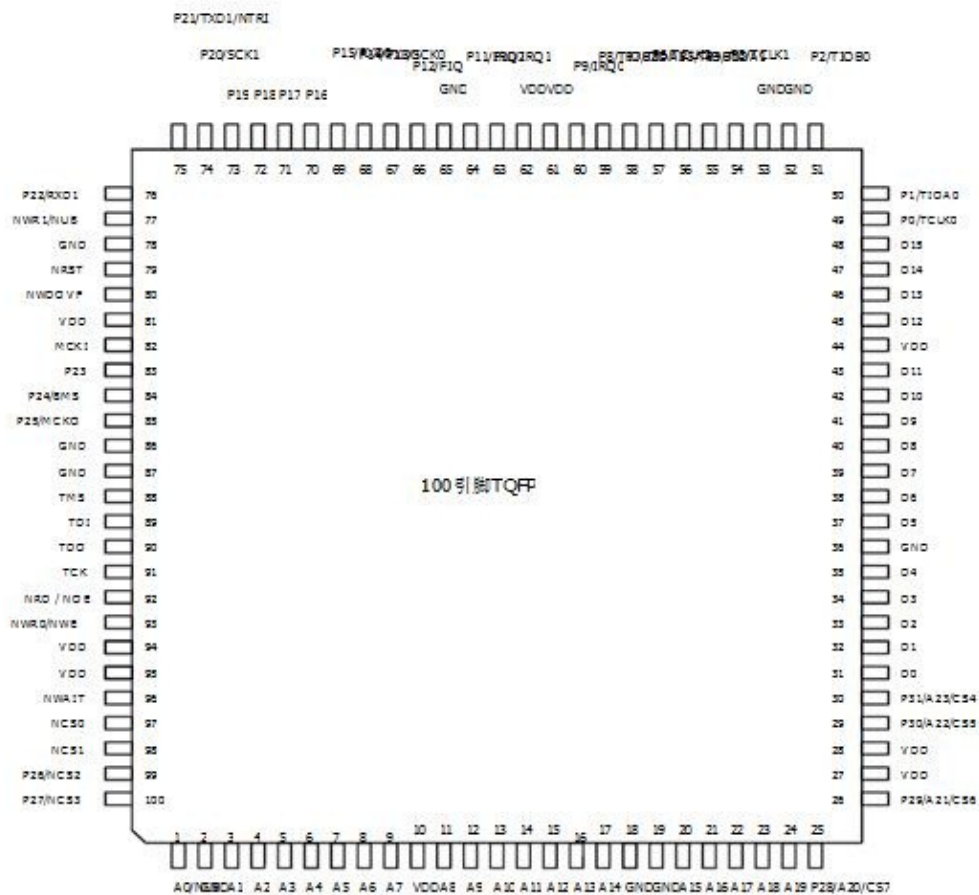 P21/TXD1/NTRI
P20/SCK1
P12/FIQ
P9/IRQ0
P2/TIOB0
GND
VDDVDD
GNDGND
P19 P18 P17 P16
75 74 73 72 71 70 69 68 67 66 65 64 63 62 61 60 59 58 57 56 55 54 53 52 51
P22/RXD1 76
NWR1/NUB 77
GND 78
NRST 79
NWDOVF 80
VDD 81
MCKI 82
P23 83
P24/BMS 84
P25/MCKO 85
GND 86
GND 87
TMS 88
TDI 89
TDO 90
TCK 91
NRD / NOE 92
NWR0/NWE 93
VDD 94
VDD 95
NWAIT 96
NCS0 97
NCS1 98
P26/NCS2 99
P27/NCS3 100
100引脚TQFP
50 P1/TIOA0
49 P0/TCLK0
48 D15
47 D14
46 D13
45 D12
44 VDD
43 D11
42 D10
41 D9
40 D8
39 D7
38 D6
37 D5
36 GND
35 D4
34 D3
33 D2
32 D1
31 D0
30 P31/A23/CS4
29 P30/A22/CS5
28 VDD
27 VDD
26 P29/A21/CS6
1 2 3 4 5 6 7 8 9 10 11 12 13 14 15 16 17 18 19 20 21 22 23 24 25
A1 A2 A3 A4 A5 A6 A7 VDD A8 A9 A10 A11 A12 A13 A14 GND GND A15 A16 A17 A18 A19 P28/A20/CS7